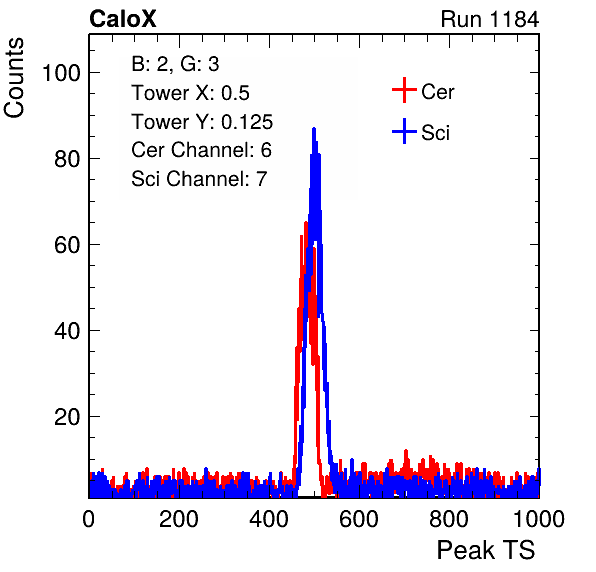 CaloX Run 1184
Counts
B: 2, G: 3
Tower X: 0.5
Tower Y: 0.125
Cer Channel: 6
Sci Channel: 7
Cer
Sci
100
80
60
40
20
0 200 400 600 800 1000
Peak TS